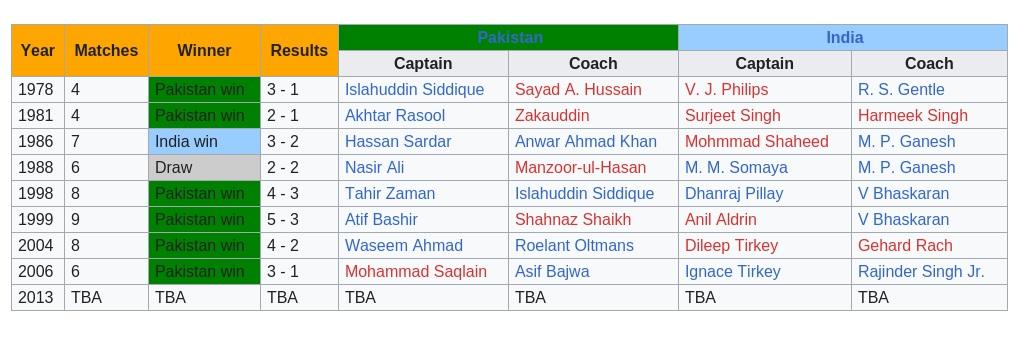 Year Matches Winner Results Pakistan India
Captain Coach Captain Coach
1978 4 Pakistan win 3 - 1 Islahuddin Siddique Sayad A. Hussain V. J. Philips R. S. Gentle
1981 4 Pakistan win 2 - 1 Akhtar Rasool Zakauddin Surjeet Singh Harmeek Singh
1986 7 India win 3 - 2 Hassan Sardar Anwar Ahmad Khan Mohmmad Shaheed M. P. Ganesh
1988 6 Draw 2 - 2 Nasir Ali Manzoor-ul-Hasan M. M. Somaya M. P. Ganesh
1998 8 Pakistan win 4 - 3 Tahir Zaman Islahuddin Siddique Dhanraj Pillay V Bhaskaran
1999 9 Pakistan win 5 - 3 Atif Bashir Shahnaz Shaikh Anil Aldrin V Bhaskaran
2004 8 Pakistan win 4 - 2 Waseem Ahmad Roelant Oltmans Dileep Tirkey Gehard Rach
2006 6 Pakistan win 3 - 1 Mohammad Saqlain Asif Bajwa Ignace Tirkey Rajinder Singh Jr.
2013 TBA TBA TBA TBA TBA TBA TBA